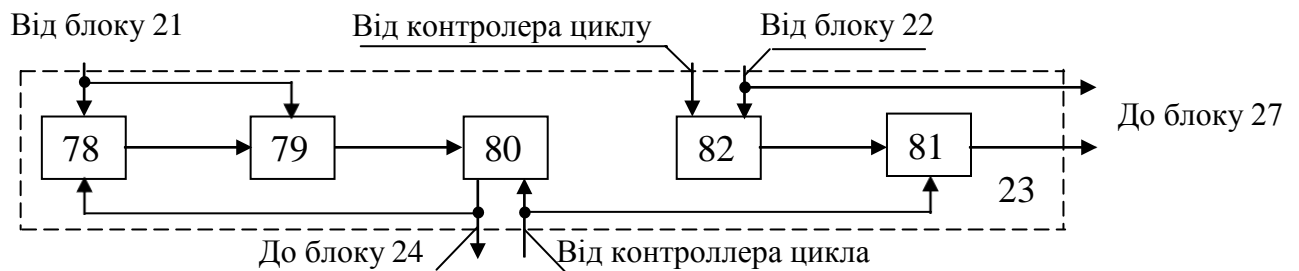 Від блоку 21
Від контролера циклу
Від блоку 22
До блоку 27
78
79
80
82
81
23
До блоку 24
Від контроллера цикла